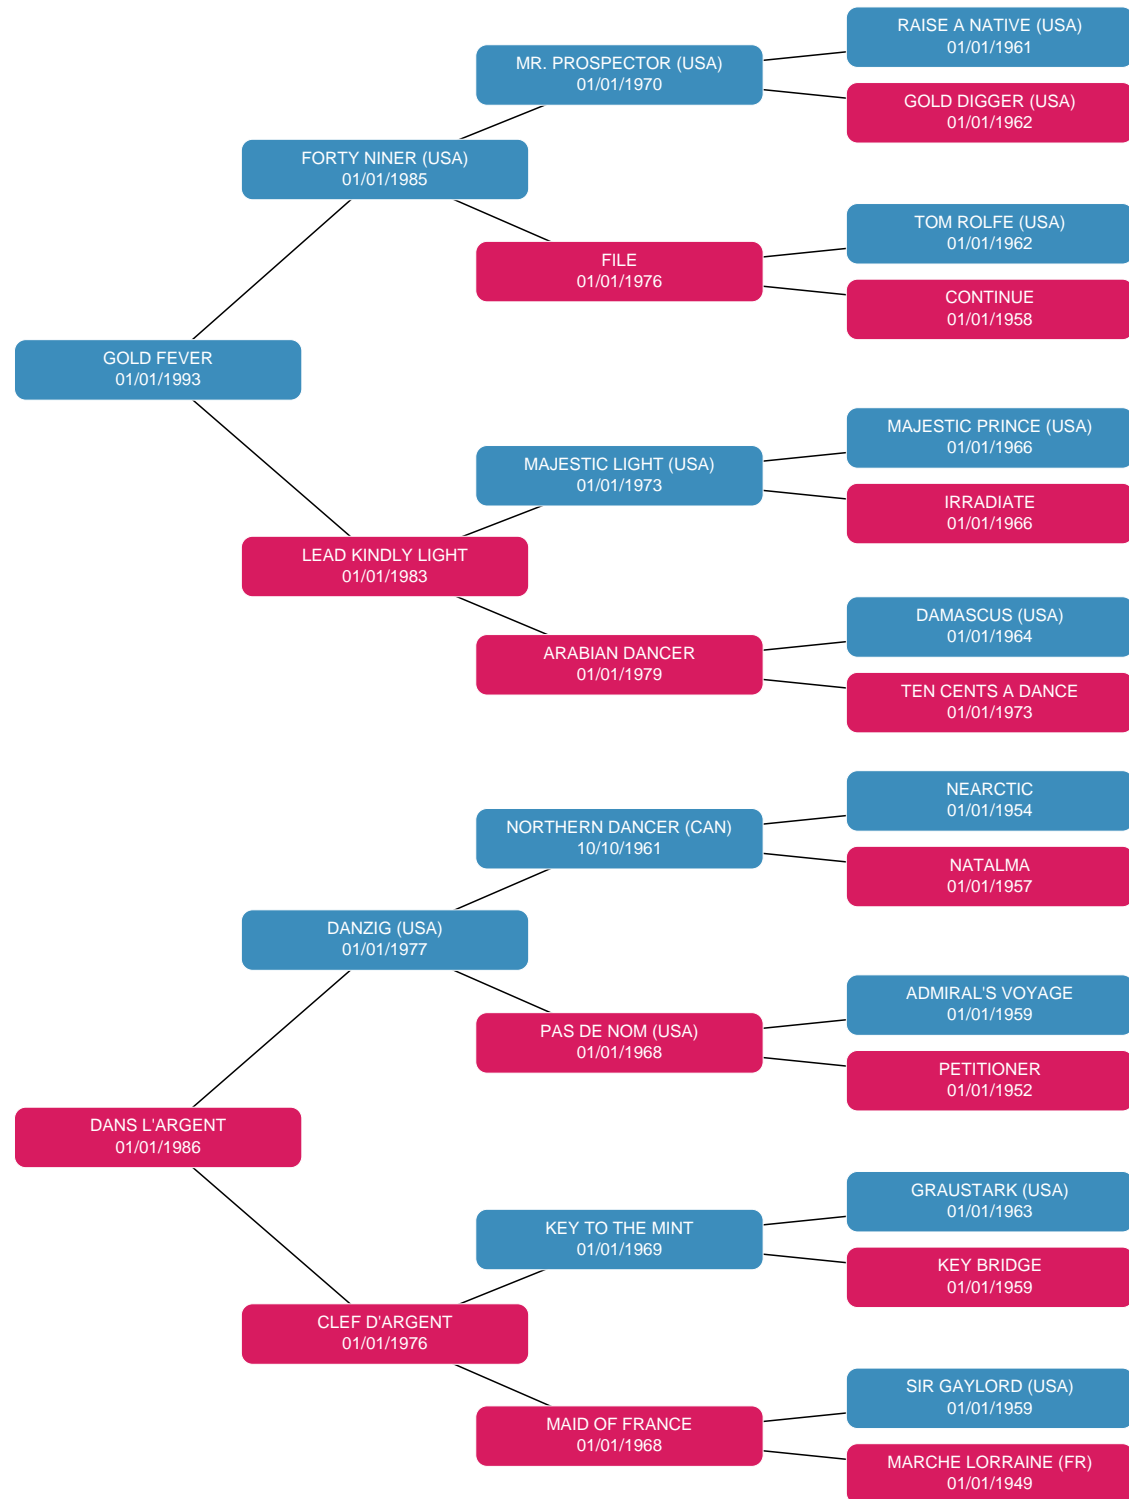 RAISE A NATIVE (USA)
01/01/1961
MR. PROSPECTOR (USA)
01/01/1970
GOLD DIGGER (USA)
01/01/1962
FORTY NINER (USA)
01/01/1985
TOM ROLFE (USA)
01/01/1962
FILE
01/01/1976
CONTINUE
01/01/1958
GOLD FEVER
01/01/1993
MAJESTIC PRINCE (USA)
01/01/1966
MAJESTIC LIGHT (USA)
01/01/1973
IRRADIATE
01/01/1966
LEAD KINDLY LIGHT
01/01/1983
DAMASCUS (USA)
01/01/1964
ARABIAN DANCER
01/01/1979
TEN CENTS A DANCE
01/01/1973
NEARCTIC
01/01/1954
NORTHERN DANCER (CAN)
10/10/1961
NATALMA
01/01/1957
DANZIG (USA)
01/01/1977
ADMIRAL'S VOYAGE
01/01/1959
PAS DE NOM (USA)
01/01/1968
PETITIONER
01/01/1952
DANS L'ARGENT
01/01/1986
GRAUSTARK (USA)
01/01/1963
KEY TO THE MINT
01/01/1969
KEY BRIDGE
01/01/1959
CLEF D'ARGENT
01/01/1976
SIR GAYLORD (USA)
01/01/1959
MAID OF FRANCE
01/01/1968
MARCHE LORRAINE (FR)
01/01/1949